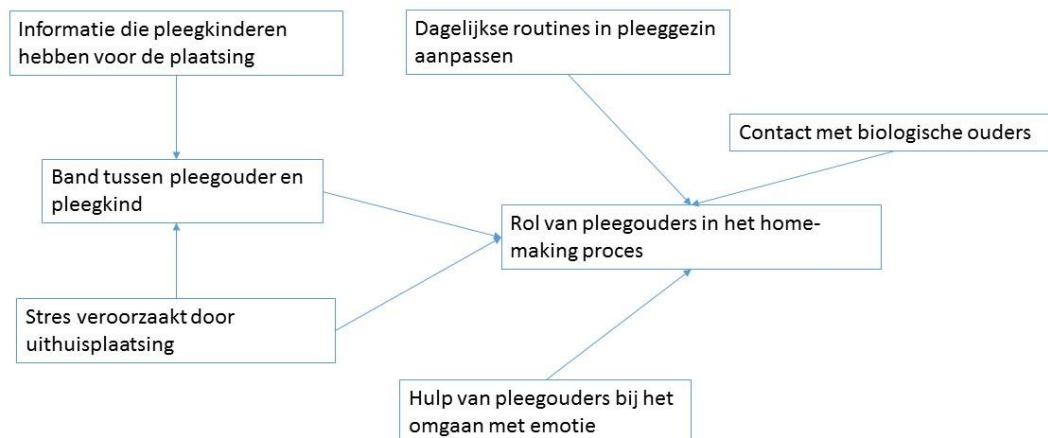 Informatie die pleegkinderen
hebben voor de plaatsing
Dagelijkse routines in pleeggezin
aanpassen
Contact met biologische ouders
Band tussen pleegouder en
pleegkind
Rol van pleegouders in het home-
making proces
Stres veroorzaakt door
uithuisplaatsing
Hulp van pleegouders bij het
omgaan met emotie